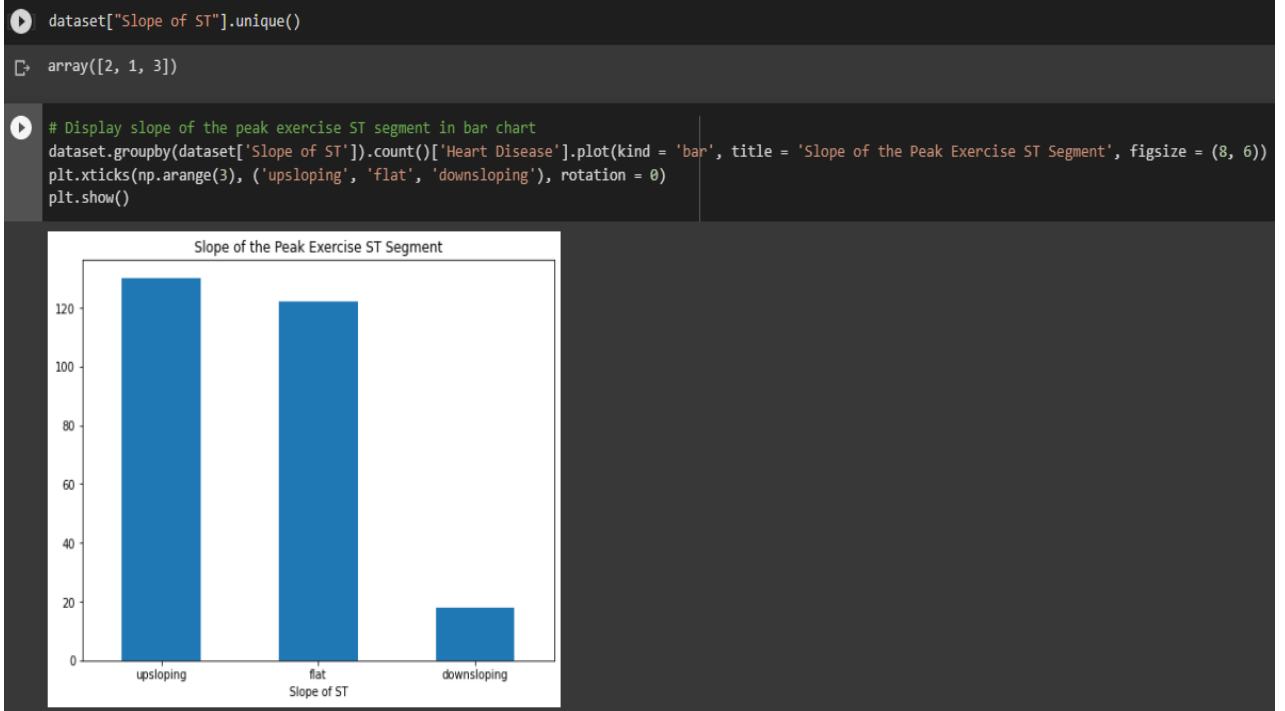 dataset["Slope of ST"].unique()
array([2, 1, 3])
# Display slope of the peak exercise ST segment in bar chart
dataset.groupby(dataset['Slope of ST']).count()['Heart Disease'].plot(kind = 'bar', title = 'Slope of the Peak Exercise ST Segment', figsize = (8, 6))
plt.xticks(np.arange(3), ('upsloping', 'flat', 'downsloping'), rotation = 0)
plt.show()
Slope of the Peak Exercise ST Segment
120
100
80
60
40
20
0
upsloping flat downsloping
Slope of ST